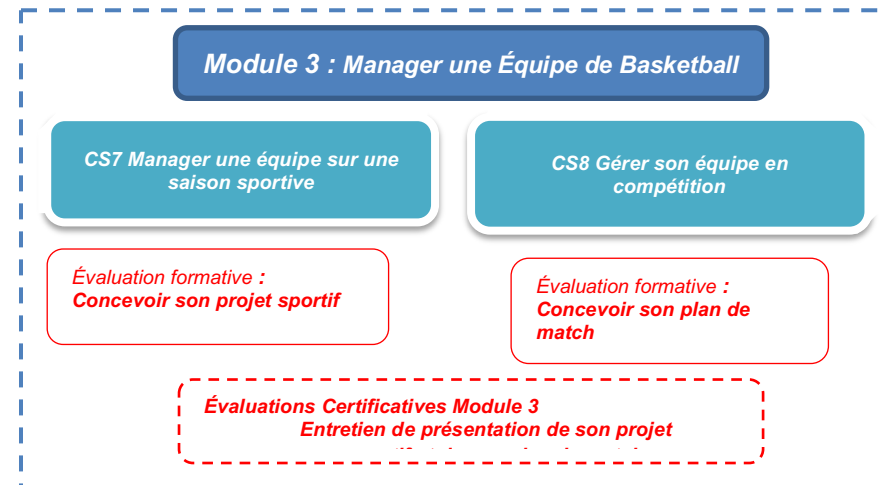 Module 3 : Manager une Équipe de Basketball
CS7 Manager une équipe sur une
saison sportive
CS8 Gérer son équipe en
compétition
Évaluation formative :
Concevoir son projet sportif
Évaluation formative :
Concevoir son plan de
match
Évaluations Certificatives Module 3
Entretien de présentation de son projet